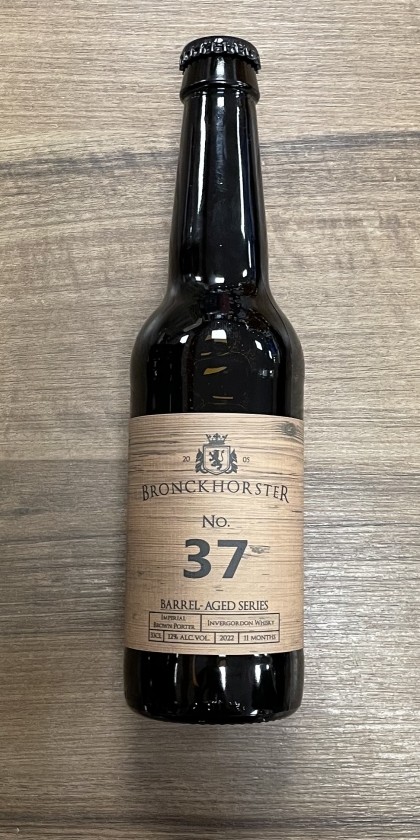 20 05
BRONCKHORSTER
No.
37
BARREL-AGED SERIES
IMPERIAL
BROWN PORTER
INVERGORDON WHISKY
33CL 12% ALC.VOL. 2022 11 MONTHS